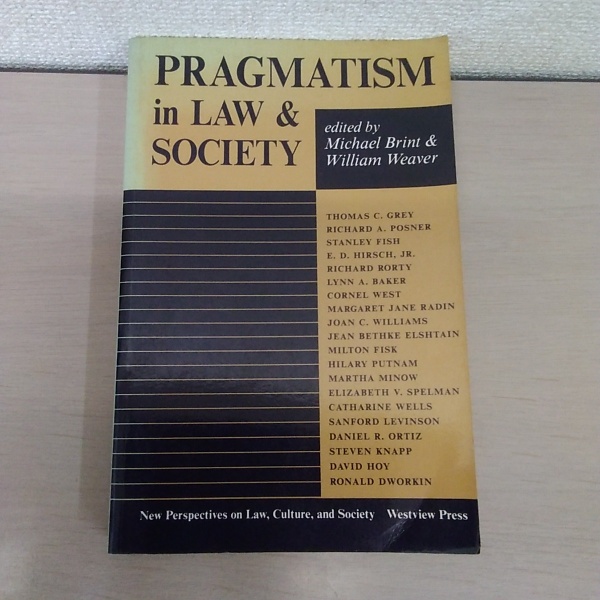 PRAGMATISM
in LAW &
SOCIETY
edited by
Michael Brint &
William Weaver
THOMAS C. GREY
RICHARD A. POSNER
STANLEY FISH
E. D. HIRSCH, JR.
RICHARD RORTY
LYNN A. BAKER
CORNEL WEST
MARGARET JANE RADIN
JOAN C. WILLIAMS
JEAN BETHKE ELSHTAIN
MILTON FISK
HILARY PUTNAM
MARTHA MINOW
ELIZABETH V. SPELMAN
CATHARINE WELLS
SANFORD LEVINSON
DANIEL R. ORTIZ
STEVEN KNAPP
DAVID HOY
RONALD DWORKIN
New Perspectives on Law, Culture, and Society Westview Press